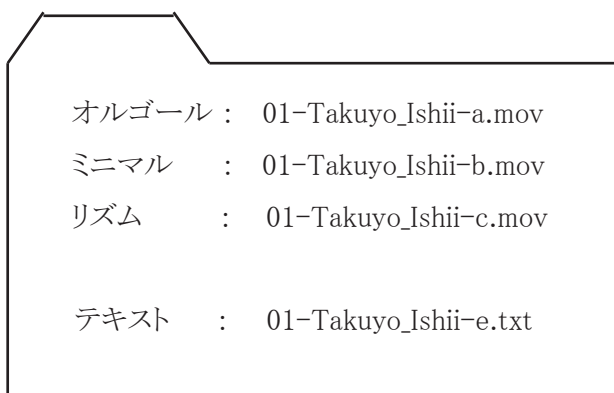 オルゴール： 01-Takuyo_Ishii-a.mov
ミニマル ： 01-Takuyo_Ishii-b.mov
リズム ： 01-Takuyo_Ishii-c.mov
テキスト ： 01-Takuyo_Ishii-e.txt